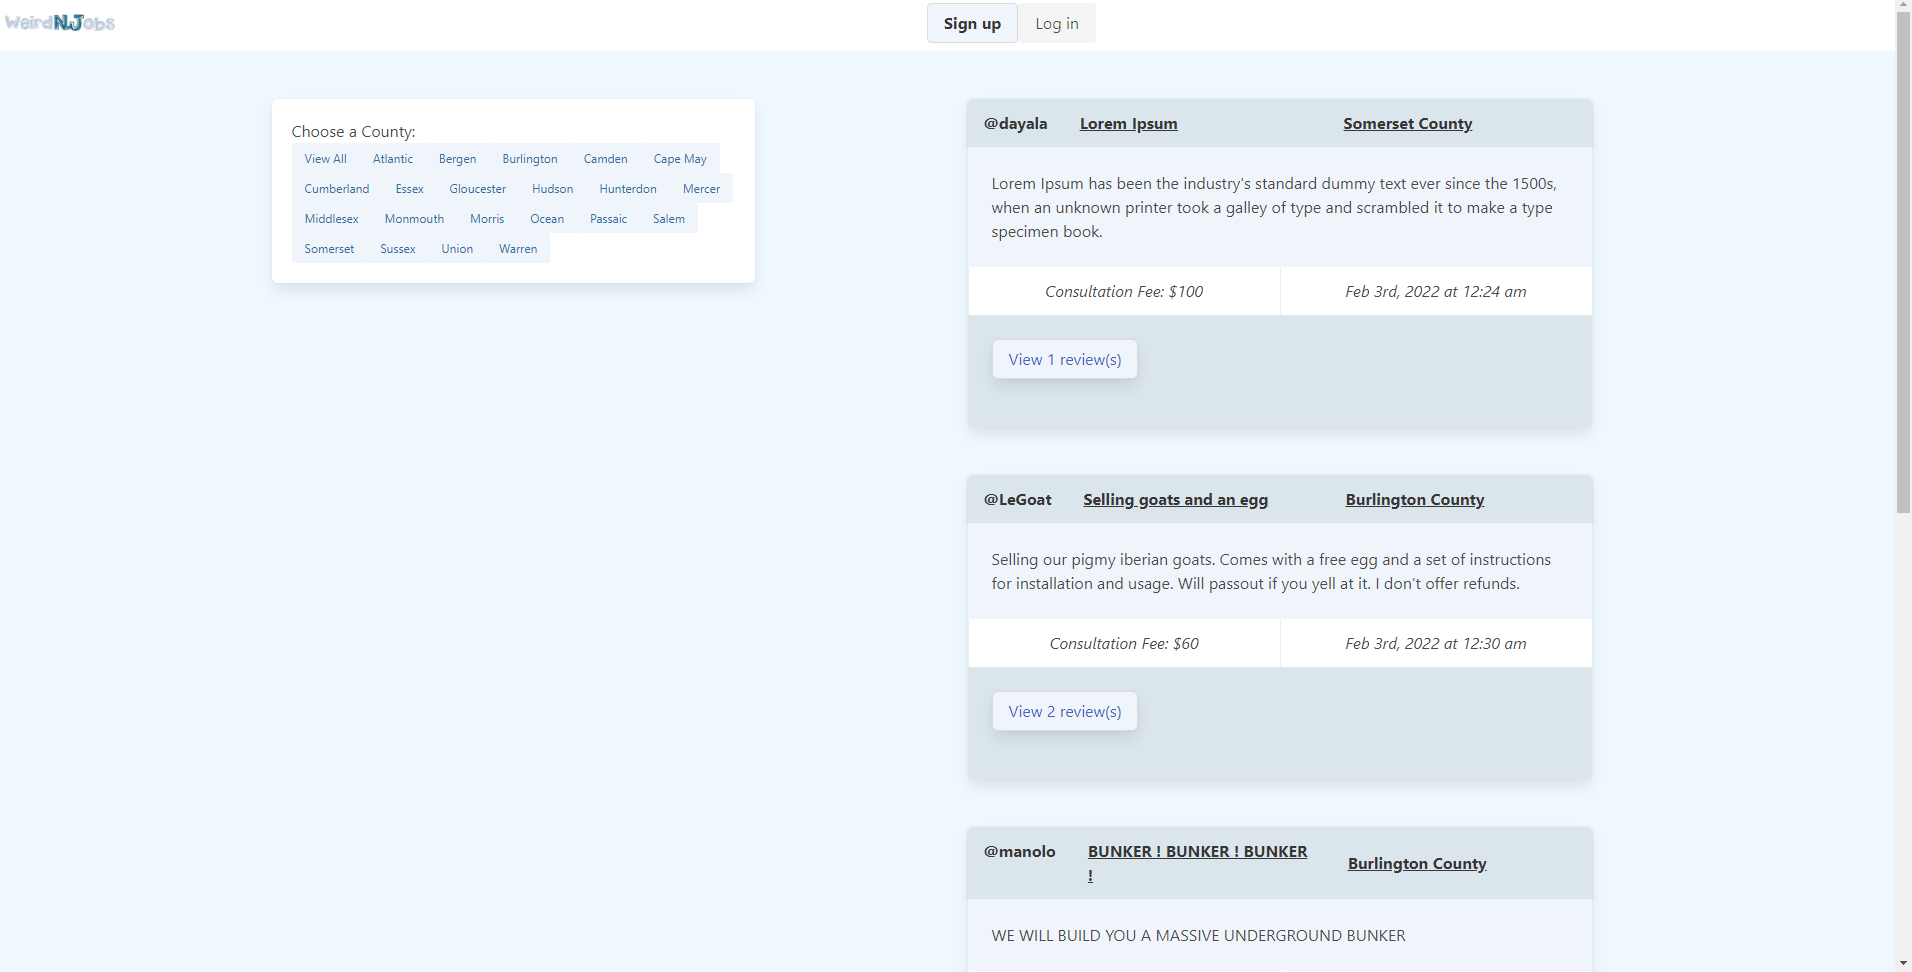 WeirdNJobs
Sign up Log in
Choose a County:
View All Atlantic Bergen Burlington Camden Cape May
Cumberland Essex Gloucester Hudson Hunterdon Mercer
Middlesex Monmouth Morris Ocean Passaic Salem
Somerset Sussex Union Warren
@dayala Lorem Ipsum Somerset County
Lorem Ipsum has been the industry's standard dummy text ever since the 1500s,
when an unknown printer took a galley of type and scrambled it to make a type
specimen book.
Consultation Fee: $100 Feb 3rd, 2022 at 12:24 am
View 1 review(s)
@LeGoat Selling goats and an egg Burlington County
Selling our pigmy iberian goats. Comes with a free egg and a set of instructions
for installation and usage. Will passout if you yell at it. I don't offer refunds.
Consultation Fee: $60 Feb 3rd, 2022 at 12:30 am
View 2 review(s)
@manolo BUNKER ! BUNKER ! BUNKER
! Burlington County
WE WILL BUILD YOU A MASSIVE UNDERGROUND BUNKER